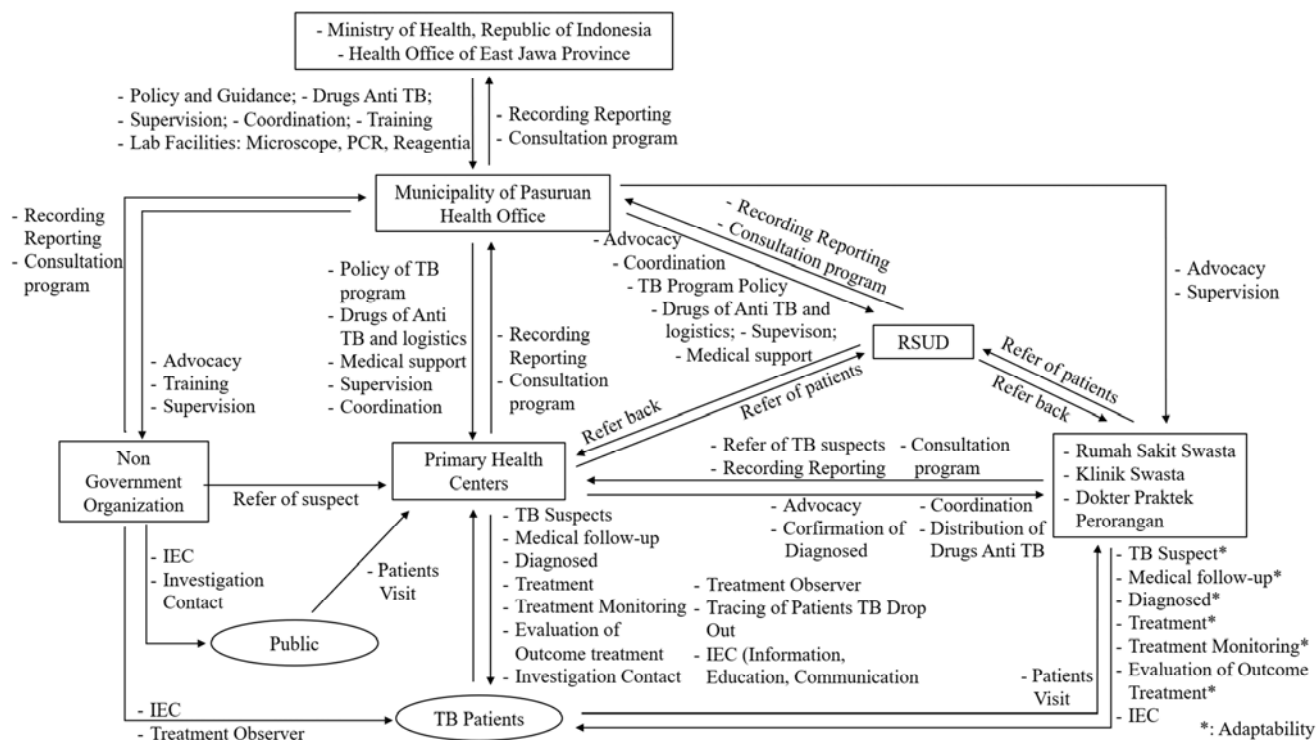 - Ministry of Health, Republic of Indonesia
- Health Office of East Jawa Province
- Policy and Guidance; - Drugs Anti TB;
- Supervision; - Coordination; - Training
- Lab Facilities: Microscope, PCR, Reagentia
- Recording Reporting
- Consultation program
Municipality of Pasuruan
Health Office
- Recording
Reporting
- Consultation
program
- Advocacy
- Training
- Supervision
- Policy of TB
program
- Drugs of Anti
TB and logistics
- Medical support
- Supervision
- Coordination
- Recording
Reporting
- Consultation
program
- Recording Reporting
- Consultation program
- Advocacy
- Coordination
- TB Program Policy
- Drugs of Anti TB and
logistics; - Supevison;
- Medical support
- Advocacy
- Supervision
RSUD
Refer of patients
Refer back
Refer back
Refer of patients
Non
Government
Organization
Refer of suspect
Primary Health
Centers
- Refer of TB suspects
- Recording Reporting
- Consultation
program
- Advocacy
- Corfirmation of
Diagnosed
- Coordination
- Distribution of
Drugs Anti TB
- Rumah Sakit Swasta
- Klinik Swasta
- Dokter Praktek
Perorangan
- IEC
- Investigation
Contact
Public
- Patients
Visit
- TB Suspects
- Medical follow-up
- Diagnosed
- Treatment
- Treatment Monitoring
- Evaluation of
Outcome treatment
- Investigation Contact
- Treatment Observer
- Tracing of Patients TB Drop
Out
- IEC (Information,
Education, Communication
- TB Suspect*
- Medical follow-up*
- Diagnosed*
- Treatment*
- Treatment Monitoring*
- Evaluation of Outcome
Treatment*
- IEC
- Patients
Visit
- IEC
- Treatment Observer
TB Patients
*: Adaptability